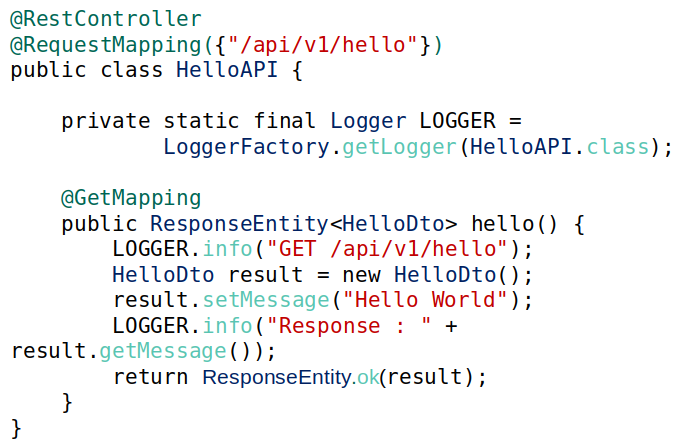 @RestController
@RequestMapping({"/api/v1/hello"})
public class HelloAPI {
private static final Logger LOGGER =
LoggerFactory.getLogger(HelloAPI.class);
@GetMapping
public ResponseEntity<HelloDto> hello() {
LOGGER.info("GET /api/v1/hello");
HelloDto result = new HelloDto();
result.setMessage("Hello World");
LOGGER.info("Response : " +
result.getMessage());
return ResponseEntity.ok(result);
}
}